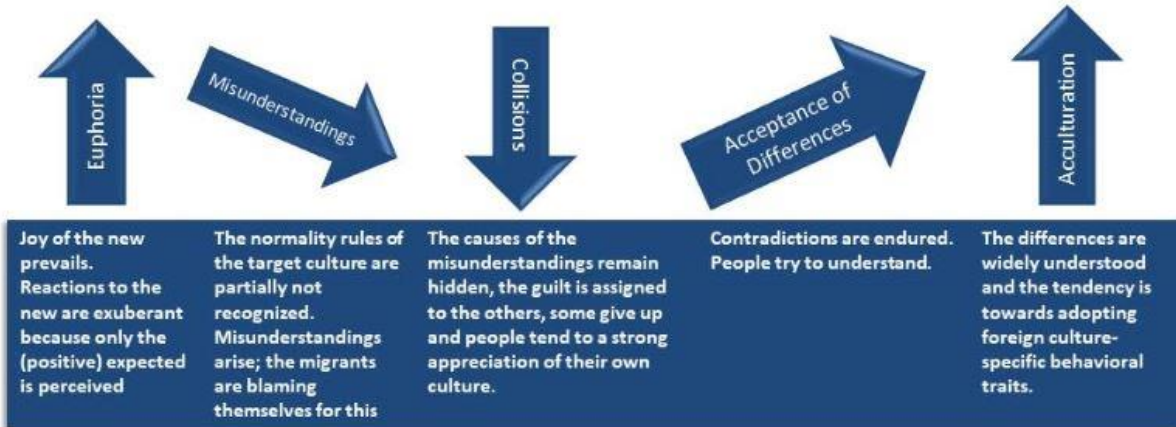 Euphoria
Misunderstandings
Collisions
Acceptance of
Differences
Acculturation
Joy of the new
prevails.
Reactions to the
new are exuberant
because only the
(positive) expected
is perceived
The normality rules of
the target culture are
partially not
recognized.
Misunderstandings
arise; the migrants
are blaming
themselves for this
The causes of the
misunderstandings remain
hidden, the guilt is assigned
to the others, some give up
and people tend to a strong
appreciation of their own
culture.
Contradictions are endured.
People try to understand.
The differences are
widely understood
and the tendency is
towards adopting
foreign culture-
specific behavioral
traits.